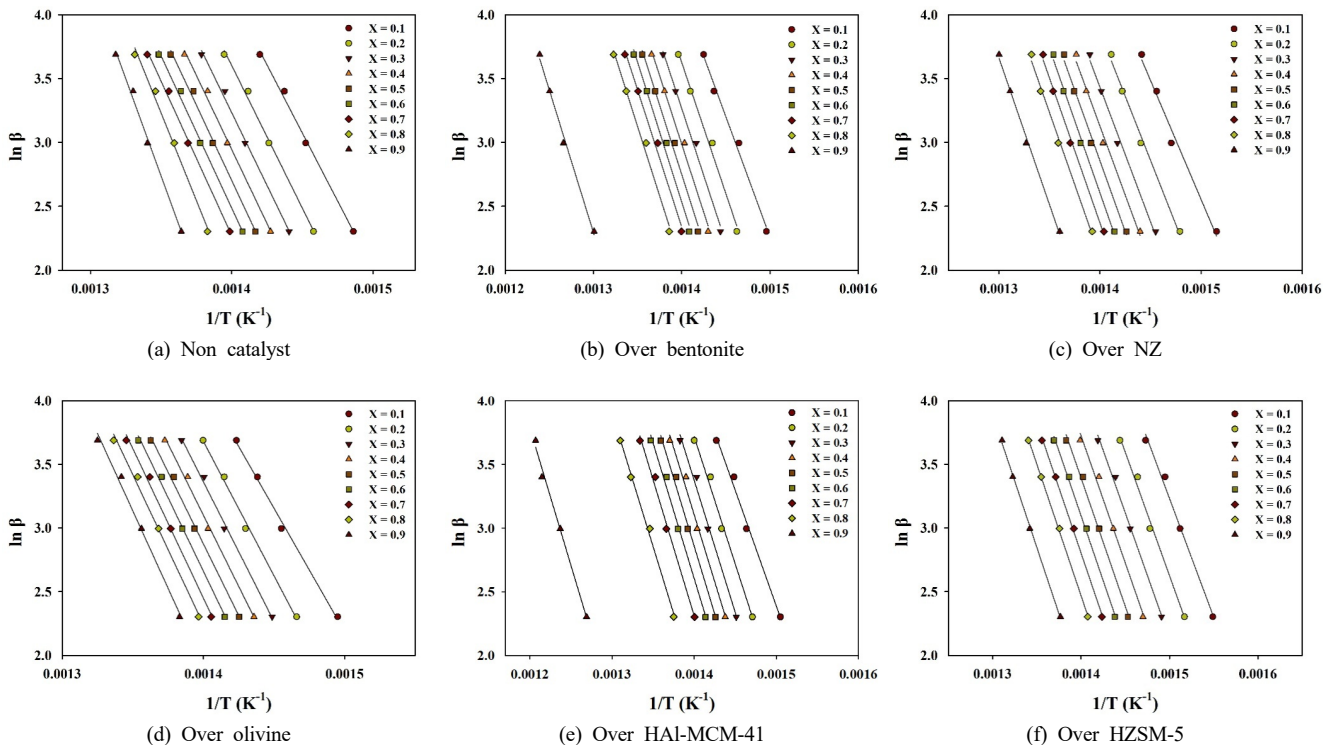 4.0
3.5
3.0
2.5
2.0
ln β
X = 0.1
X = 0.2
X = 0.3
X = 0.4
X = 0.5
X = 0.6
X = 0.7
X = 0.8
X = 0.9
0.0013 0.0014 0.0015
1/T (K⁻¹)
(a) Non catalyst
4.0
3.5
3.0
2.5
2.0
ln β
X = 0.1
X = 0.2
X = 0.3
X = 0.4
X = 0.5
X = 0.6
X = 0.7
X = 0.8
X = 0.9
0.0012 0.0013 0.0014 0.0015 0.0016
1/T (K⁻¹)
(b) Over bentonite
4.0
3.5
3.0
2.5
2.0
ln β
X = 0.1
X = 0.2
X = 0.3
X = 0.4
X = 0.5
X = 0.6
X = 0.7
X = 0.8
X = 0.9
0.0013 0.0014 0.0015 0.0016
1/T (K⁻¹)
(c) Over NZ
4.0
3.5
3.0
2.5
2.0
ln β
X = 0.1
X = 0.2
X = 0.3
X = 0.4
X = 0.5
X = 0.6
X = 0.7
X = 0.8
X = 0.9
0.0013 0.0014 0.0015
1/T (K⁻¹)
(d) Over olivine
4.0
3.5
3.0
2.5
2.0
ln β
X = 0.1
X = 0.2
X = 0.3
X = 0.4
X = 0.5
X = 0.6
X = 0.7
X = 0.8
X = 0.9
0.0012 0.0013 0.0014 0.0015 0.0016
1/T (K⁻¹)
(e) Over HAl-MCM-41
4.0
3.5
3.0
2.5
2.0
ln β
X = 0.1
X = 0.2
X = 0.3
X = 0.4
X = 0.5
X = 0.6
X = 0.7
X = 0.8
X = 0.9
0.0013 0.0014 0.0015 0.0016
1/T (K⁻¹)
(f) Over HZSM-5